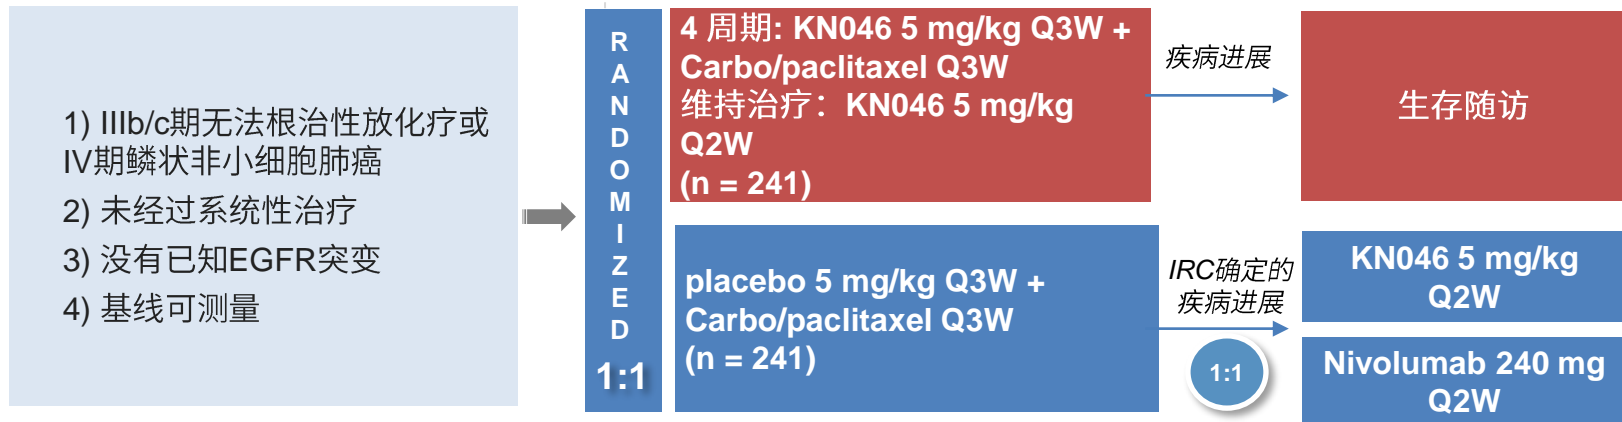 1) IIIb/c期无法根治性放化疗或
IV期鳞状非小细胞肺癌
2) 未经过系统性治疗
3) 没有已知EGFR突变
4) 基线可测量
RANDOMIZED
1:1
4 周期: KN046 5 mg/kg Q3W +
Carbo/paclitaxel Q3W
维持治疗：KN046 5 mg/kg
Q2W
(n = 241)
疾病进展
生存随访
placebo 5 mg/kg Q3W +
Carbo/paclitaxel Q3W
(n = 241)
IRC确定的
疾病进展
1:1
KN046 5 mg/kg
Q2W
Nivolumab 240 mg
Q2W